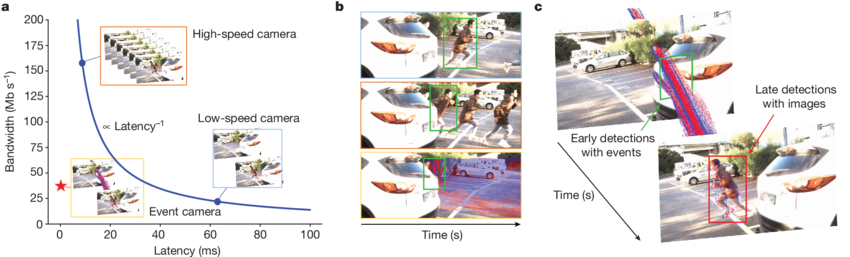 a
200
175
150
125
100
75
50
25
0
Bandwidth (Mb s⁻¹)
High-speed camera
∝ Latency⁻¹
Low-speed camera
Event camera
0
20
40
60
80
100
Latency (ms)
b
Time (s)
c
Early detections
with events
Late detections
with images
Time (s)